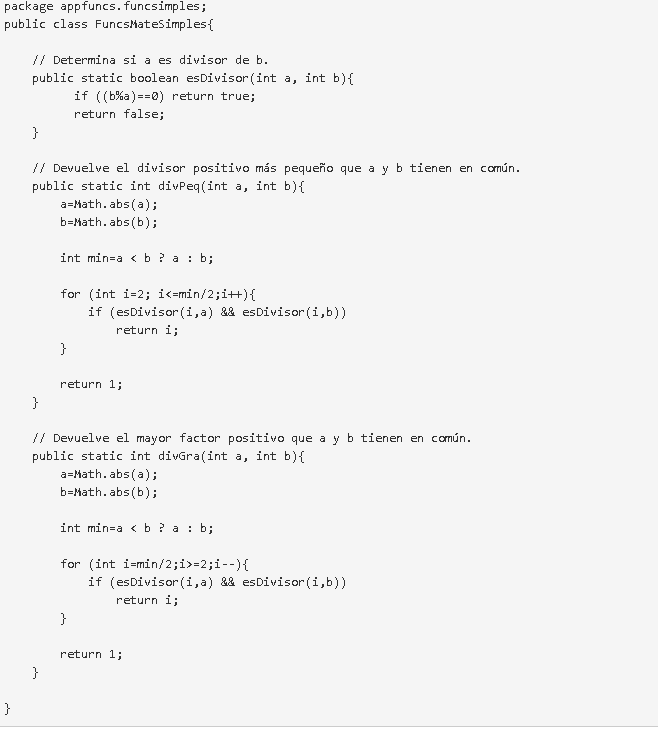 package appfuncs.funcsimples;
public class FuncsMateSimples{
// Determina si a es divisor de b.
public static boolean esDivisor(int a, int b){
if ((b%a)==0) return true;
return false;
}
// Devuelve el divisor positivo más pequeño que a y b tienen en común.
public static int divPeq(int a, int b){
a=Math.abs(a);
b=Math.abs(b);
int min=a < b ? a : b;
for (int i=2; i<=min/2;i++){
if (esDivisor(i,a) && esDivisor(i,b))
return i;
}
return 1;
}
// Devuelve el mayor factor positivo que a y b tienen en común.
public static int divGra(int a, int b){
a=Math.abs(a);
b=Math.abs(b);
int min=a < b ? a : b;
for (int i=min/2;i>=2;i--){
if (esDivisor(i,a) && esDivisor(i,b))
return i;
}
return 1;
}
}